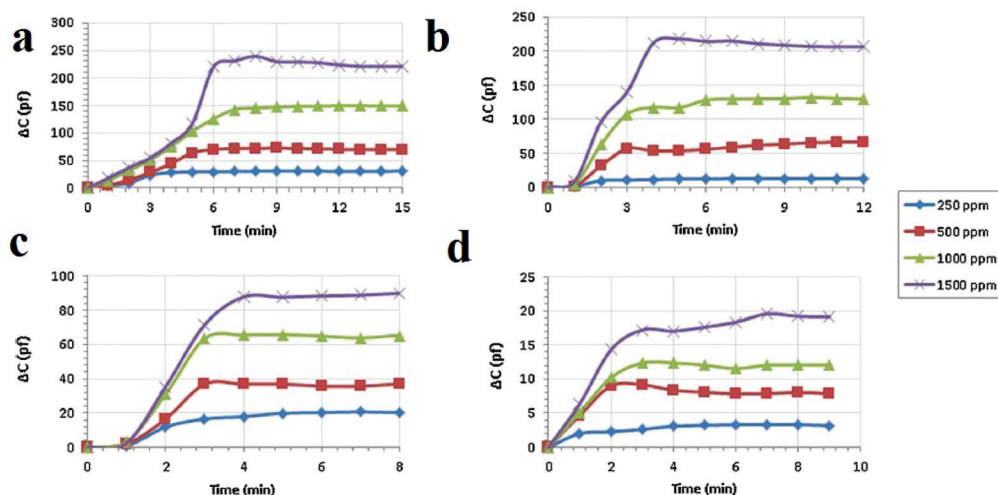 a
300
250
200
150
100
50
0
ΔC (pf)
0 3 6 9 12 15
Time (min)
b
250
200
150
100
50
0
ΔC (pf)
0 3 6 9 12
Time (min)
250 ppm
500 ppm
1000 ppm
1500 ppm
c
100
80
60
40
20
0
ΔC (pf)
0 2 4 6 8
Time (min)
d
25
20
15
10
5
0
ΔC (pf)
0 2 4 6 8 10
Time (min)